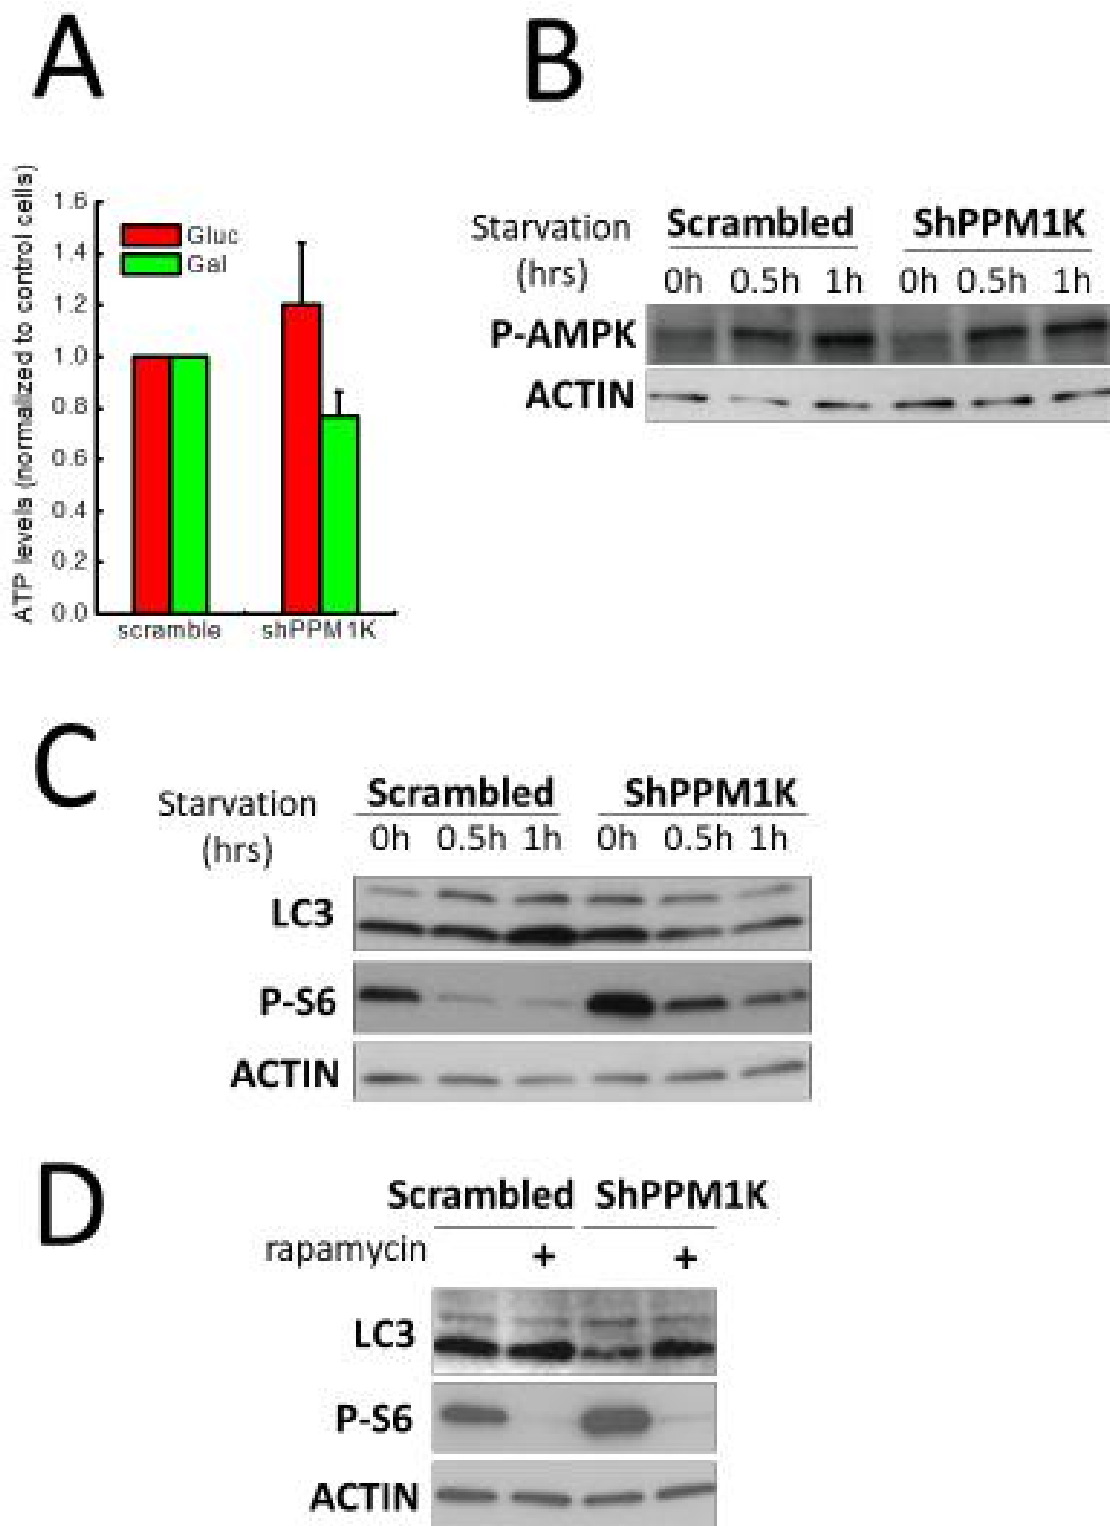 A
ATP levels (normalized to control cells)
1.6
1.4
1.2
1.0
0.8
0.6
0.4
0.2
0.0
Gluc
Gal
scramble shPPM1K
B
Starvation
(hrs)
Scrambled ShPPM1K
0h 0.5h 1h 0h 0.5h 1h
P-AMPK
ACTIN
C
Starvation
(hrs)
Scrambled ShPPM1K
0h 0.5h 1h 0h 0.5h 1h
LC3
P-S6
ACTIN
D
Scrambled ShPPM1K
rapamycin + +
LC3
P-S6
ACTIN